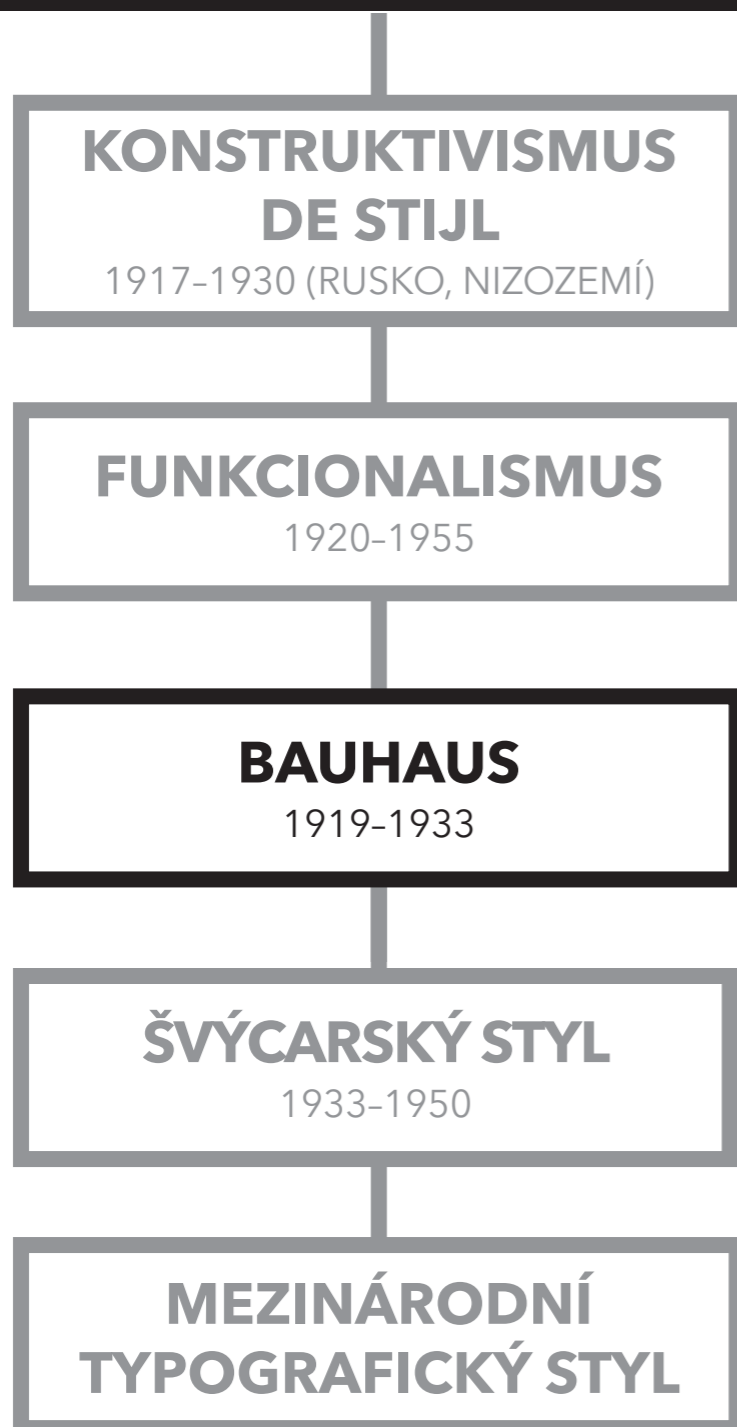 KONSTRUKTIVISMUS
DE STIJL
1917–1930 (RUSKO, NIZOZEMÍ)
FUNKCIONALISMUS
1920–1955
BAUHAUS
1919–1933
ŠVÝCARSKÝ STYL
1933–1950
MEZINÁRODNÍ
TYPOGRAFICKÝ STYL